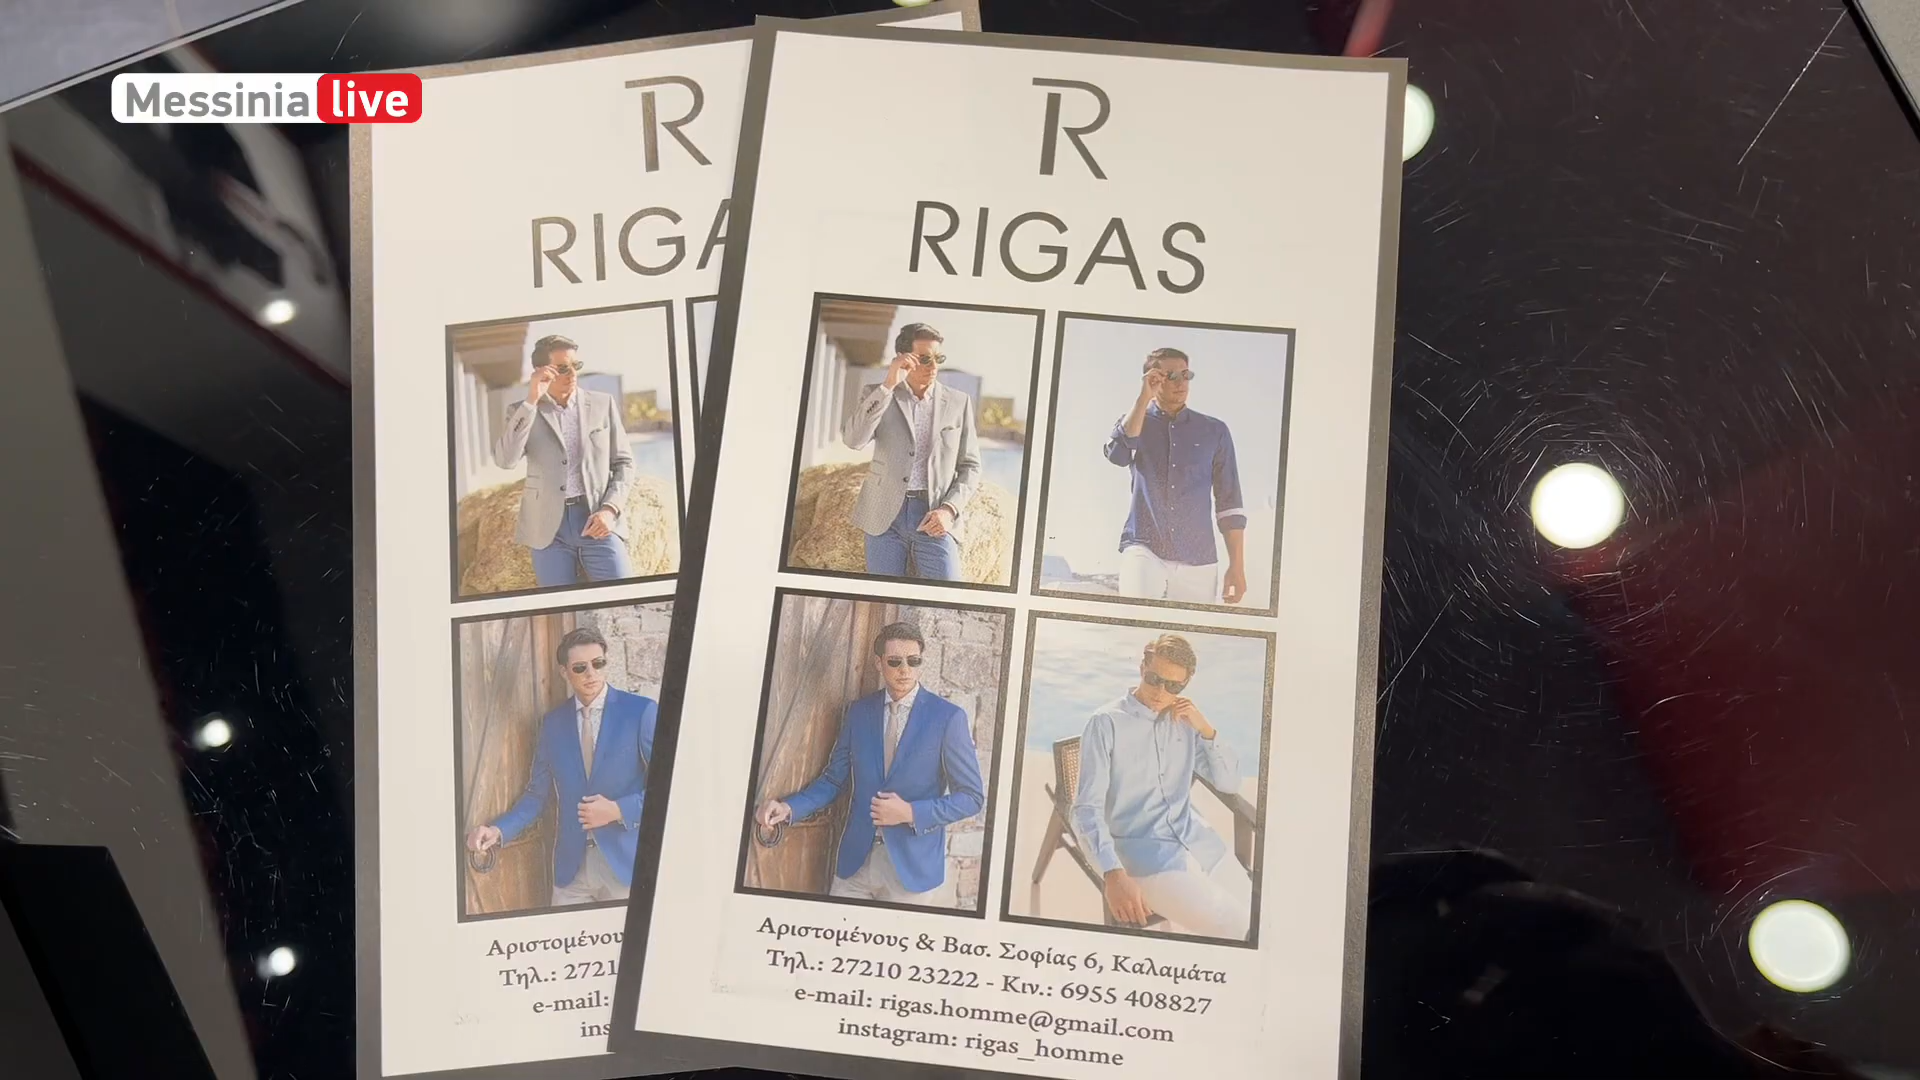 Messinia live
R
RIGA
Αριστομένου
Τηλ.: 2721
e-mail:
ins
R
RIGAS
Αριστομένους & Βασ. Σοφίας 6, Καλαμάτα
Τηλ.: 27210 23222 - Κιν.: 6955 408827
e-mail: rigas.homme@gmail.com
instagram: rigas_homme